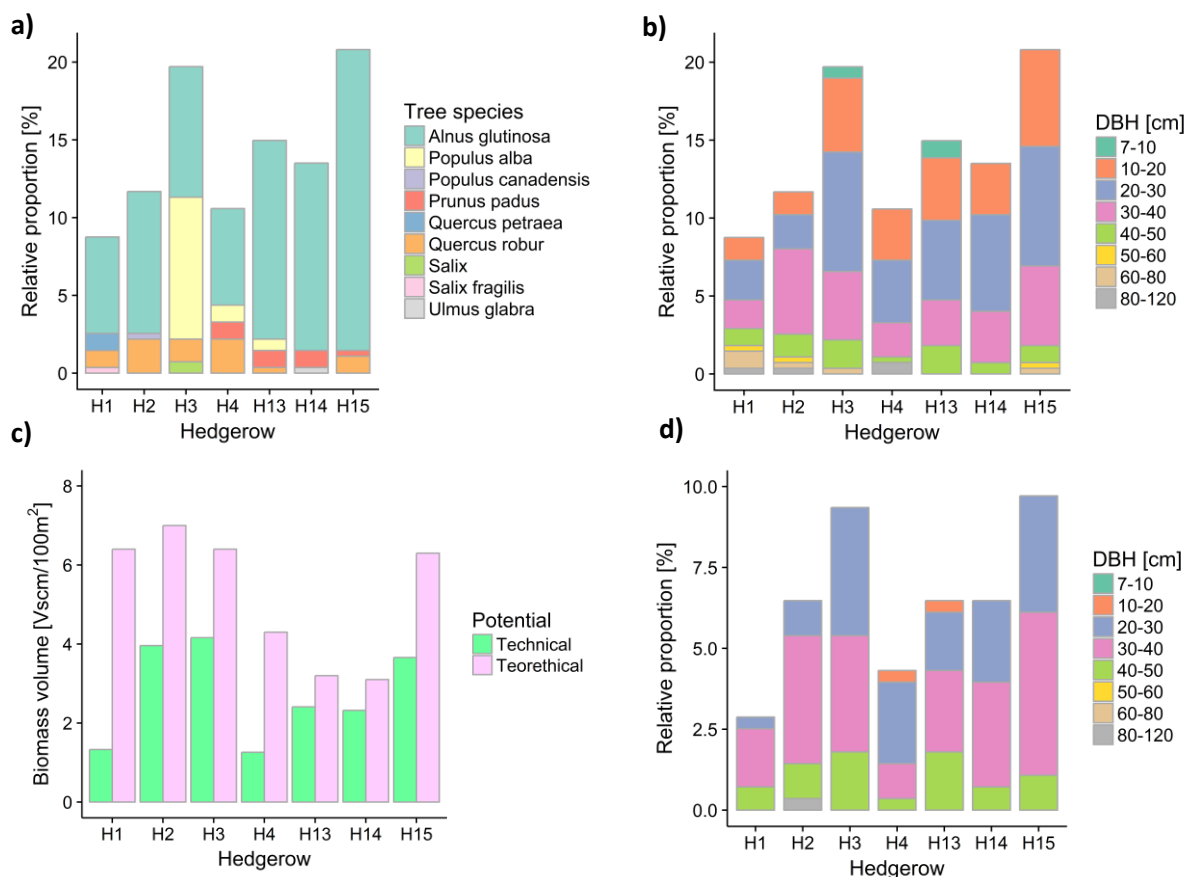 a)
Relative proportion [%]
20
15
10
5
0
H1 H2 H3 H4 H13 H14 H15
Hedgerow
Tree species
Alnus glutinosa
Populus alba
Populus canadensis
Prunus padus
Quercus petraea
Quercus robur
Salix
Salix fragilis
Ulmus glabra
b)
Relative proportion [%]
20
15
10
5
0
H1 H2 H3 H4 H13 H14 H15
Hedgerow
DBH [cm]
7-10
10-20
20-30
30-40
40-50
50-60
60-80
80-120
c)
Biomass volume [Vscm/100m²]
8
6
4
2
0
H1 H2 H3 H4 H13 H14 H15
Hedgerow
Potential
Technical
Teorethical
d)
Relative proportion [%]
10.0
7.5
5.0
2.5
0.0
H1 H2 H3 H4 H13 H14 H15
Hedgerow
DBH [cm]
7-10
10-20
20-30
30-40
40-50
50-60
60-80
80-120